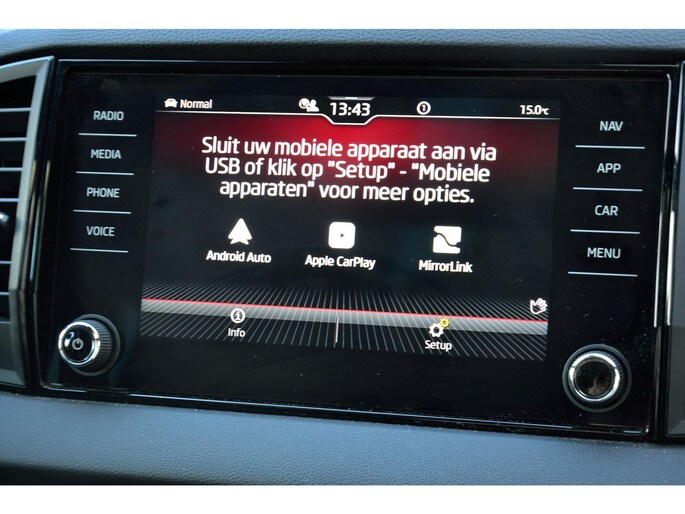 Normal 13:43 15.0°C
RADIO
MEDIA
PHONE
VOICE
Sluit uw mobiele apparaat aan via
USB of klik op "Setup" - "Mobiele
apparaten" voor meer opties.
Android Auto Apple CarPlay MirrorLink
Info Setup
NAV
APP
CAR
MENU